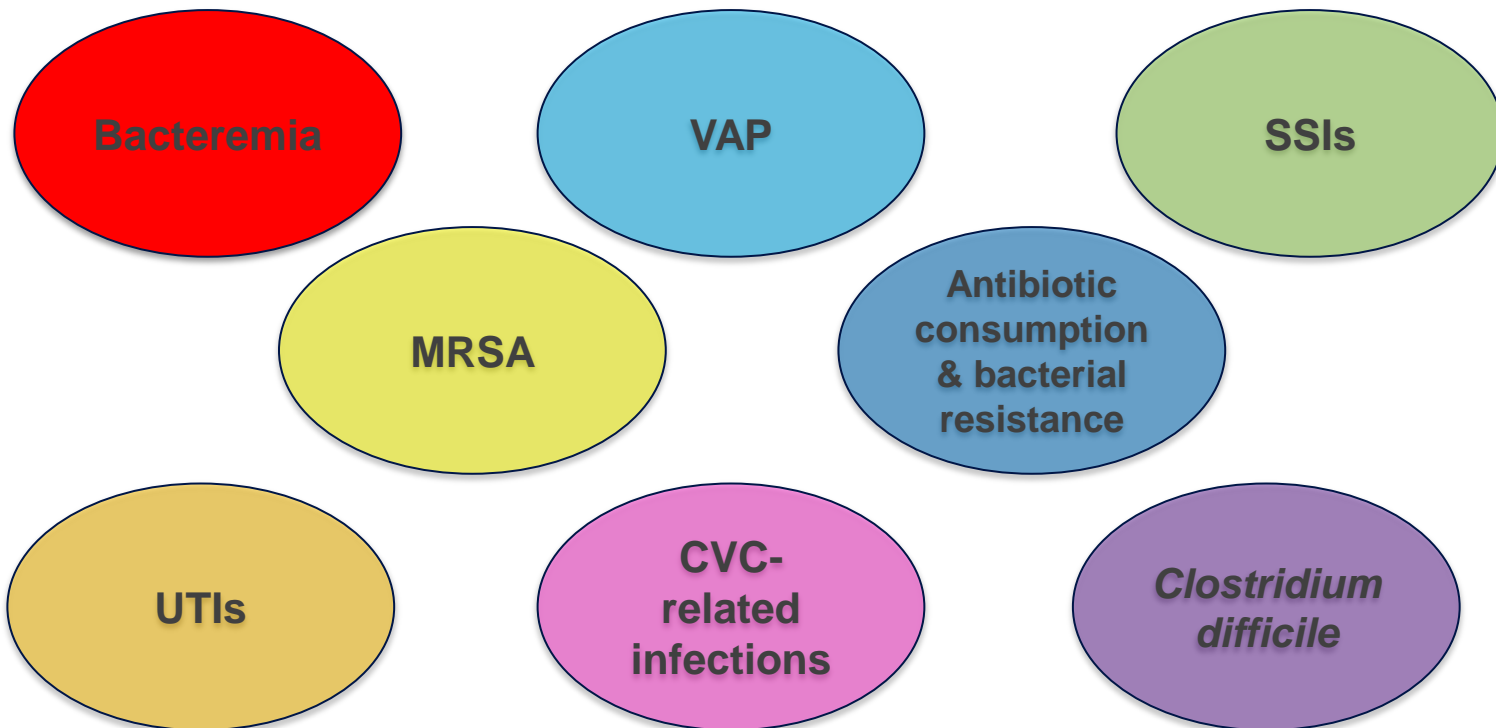 Bacteremia
VAP
SSIs
MRSA
Antibiotic
consumption
& bacterial
resistance
UTIs
CVC-
related
infections
Clostridium
difficile